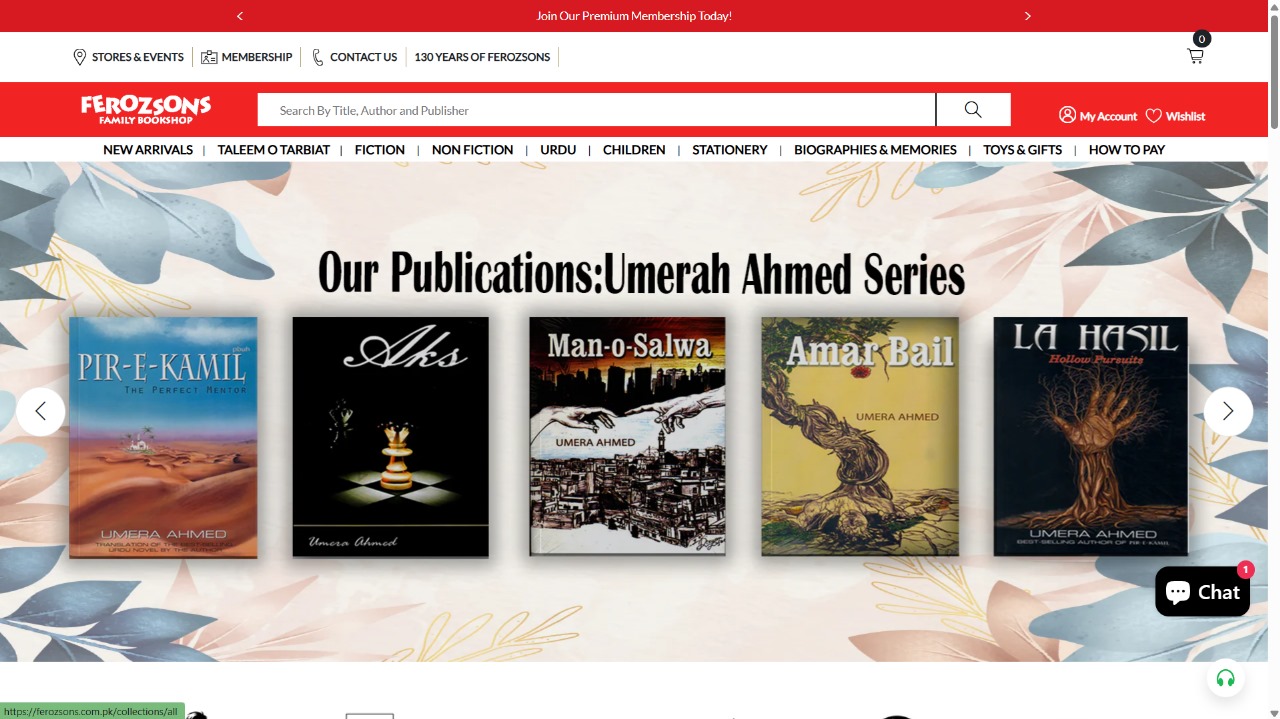 Join Our Premium Membership Today!
0
STORES & EVENTS
MEMBERSHIP
CONTACT US
130 YEARS OF FEROZSONS
FEROZSONS
FAMILY BOOKSHOP
Search By Title, Author and Publisher
My Account
Wishlist
NEW ARRIVALS | TALEEM O TARBIAT | FICTION | NON FICTION | URDU | CHILDREN | STATIONERY | BIOGRAPHIES & MEMORIES | TOYS & GIFTS | HOW TO PAY
Our Publications:Umerah Ahmed Series
PIR-E-KAMIL
pbuh
THE PERFECT MENTOR
UMERA AHMED
TRANSLATION OF THE BESTSELLING
URDU NOVEL BY THE AUTHOR
Aks
Umera Ahmed
Man-o-Salwa
UMERA AHMED
Amar Bail
UMERA AHMED
LA HASIL
Hollow Pursuits
UMERA AHMED
BEST-SELLING AUTHOR OF PIR-E-KAMIL
1
Chat
https://ferozsons.com.pk/collections/all